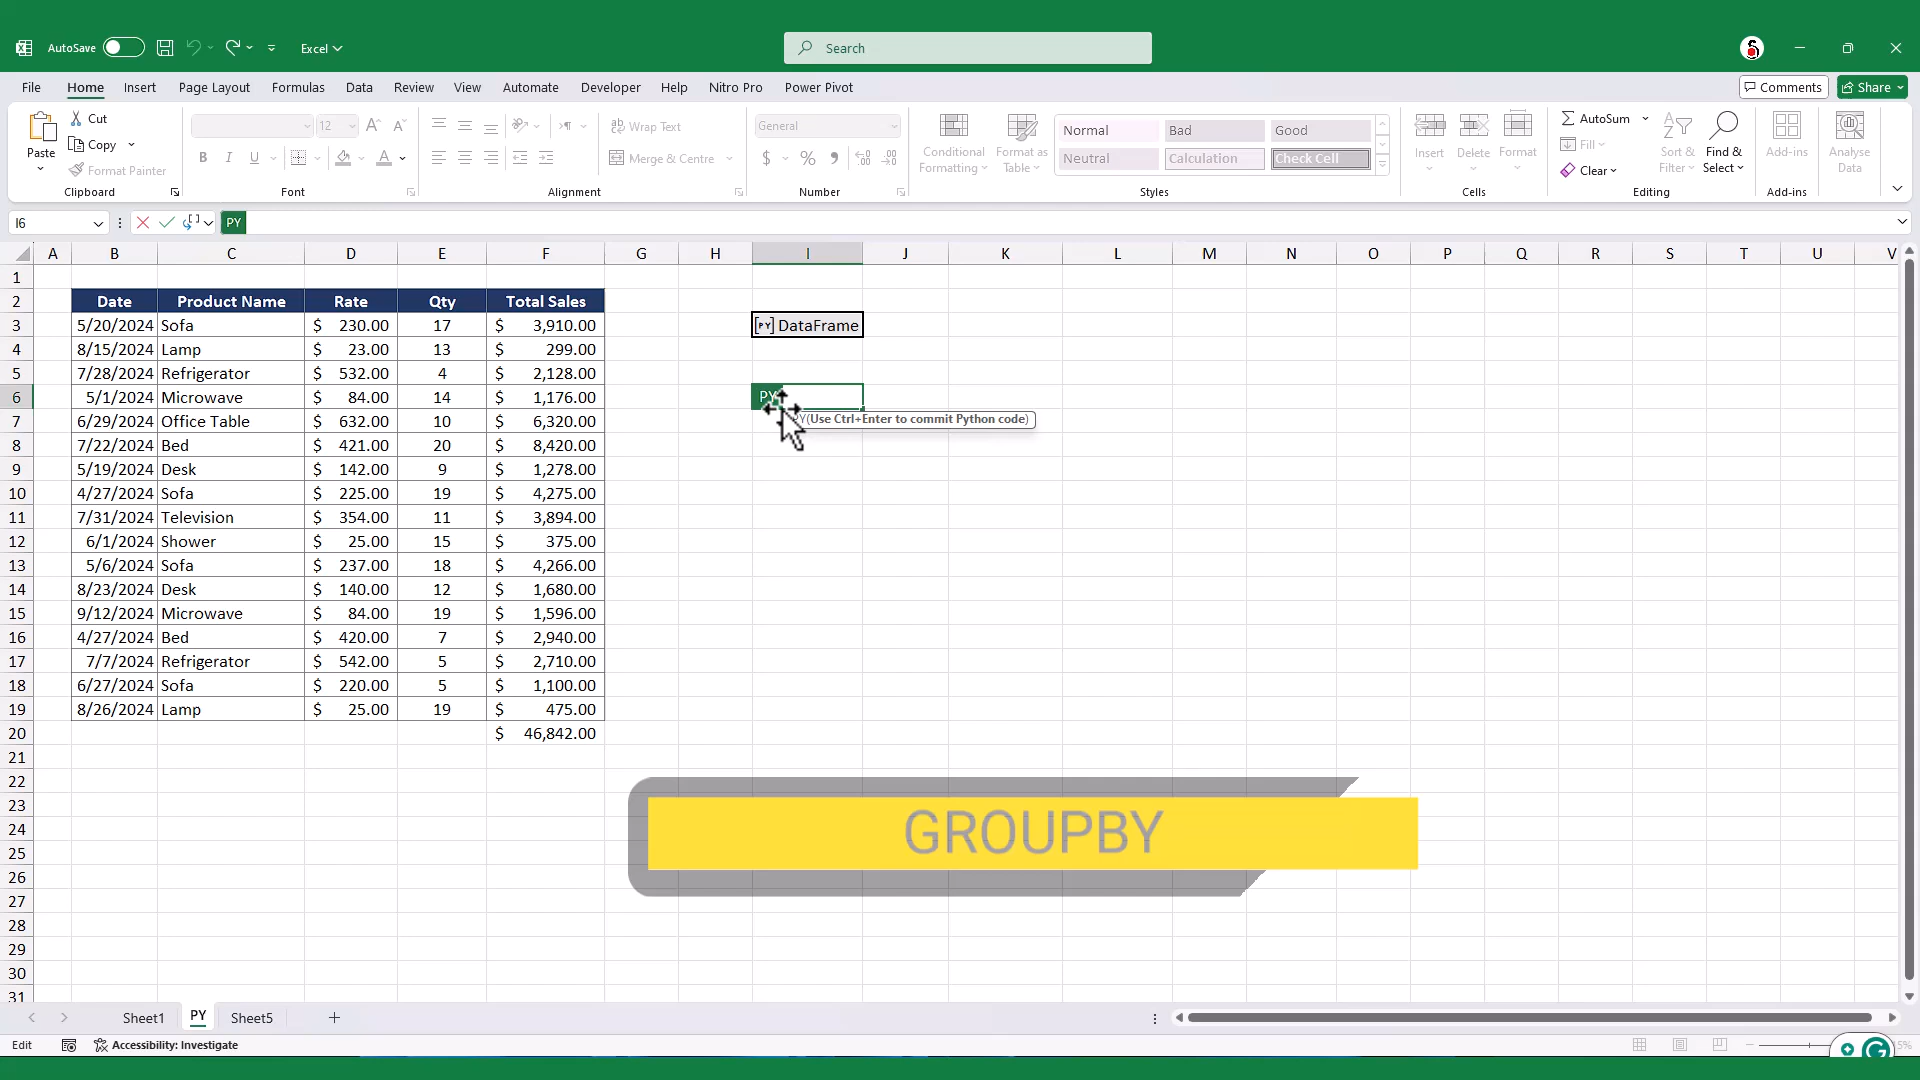 AutoSave
Excel
Search
File Home Insert Page Layout Formulas Data Review View Automate Developer Help Nitro Pro Power Pivot
Comments
Share
Paste
Cut
Copy
Format Painter
Clipboard
12
B I U
Font
Wrap Text
Merge & Centre
Alignment
General
$ % ,
Number
Conditional Formatting
Format as Table
Normal Bad Good
Neutral Calculation Check Cell
Styles
Insert Delete Format
Cells
AutoSum
Fill
Clear
Sort & Filter
Find & Select
Editing
Add-ins
Add-ins
Analyse Data
I6 PY
A B C D E F G H I J K L M N O P Q R S T U V
1
2 Date Product Name Rate Qty Total Sales
3 5/20/2024 Sofa $ 230.00 17 $ 3,910.00 [PY] DataFrame
4 8/15/2024 Lamp $ 23.00 13 $ 299.00
5 7/28/2024 Refrigerator $ 532.00 4 $ 2,128.00
6 5/1/2024 Microwave $ 84.00 14 $ 1,176.00 PY
7 6/29/2024 Office Table $ 632.00 10 $ 6,320.00 (Use Ctrl+Enter to commit Python code)
8 7/22/2024 Bed $ 421.00 20 $ 8,420.00
9 5/19/2024 Desk $ 142.00 9 $ 1,278.00
10 4/27/2024 Sofa $ 225.00 19 $ 4,275.00
11 7/31/2024 Television $ 354.00 11 $ 3,894.00
12 6/1/2024 Shower $ 25.00 15 $ 375.00
13 5/6/2024 Sofa $ 237.00 18 $ 4,266.00
14 8/23/2024 Desk $ 140.00 12 $ 1,680.00
15 9/12/2024 Microwave $ 84.00 19 $ 1,596.00
16 4/27/2024 Bed $ 420.00 7 $ 2,940.00
17 7/7/2024 Refrigerator $ 542.00 5 $ 2,710.00
18 6/27/2024 Sofa $ 220.00 5 $ 1,100.00
19 8/26/2024 Lamp $ 25.00 19 $ 475.00
20 $ 46,842.00
21
22
23
24 GROUPBY
25
26
27
28
29
30
31
Sheet1 PY Sheet5
Edit Accessibility: Investigate